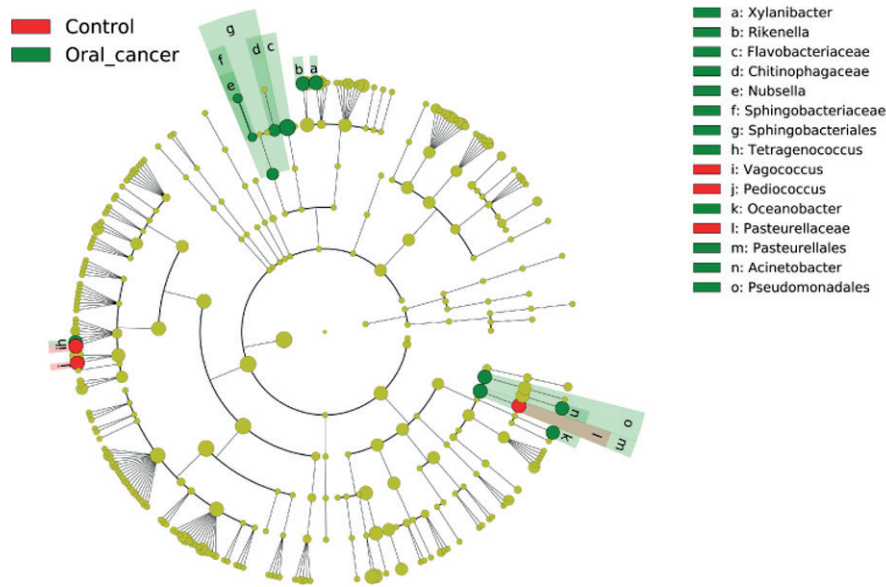 Control
Oral_cancer
a: Xylanibacter
b: Rikenella
c: Flavobacteriaceae
d: Chitinophagaceae
e: Nubsella
f: Sphingobacteriaceae
g: Sphingobacteriales
h: Tetragenococcus
i: Vagococcus
j: Pediococcus
k: Oceanobacter
l: Pasteurellaceae
m: Pasteurellales
n: Acinetobacter
o: Pseudomonadales
g
f
e
d
c
b
a
i
h
j
n
o
l
m
k